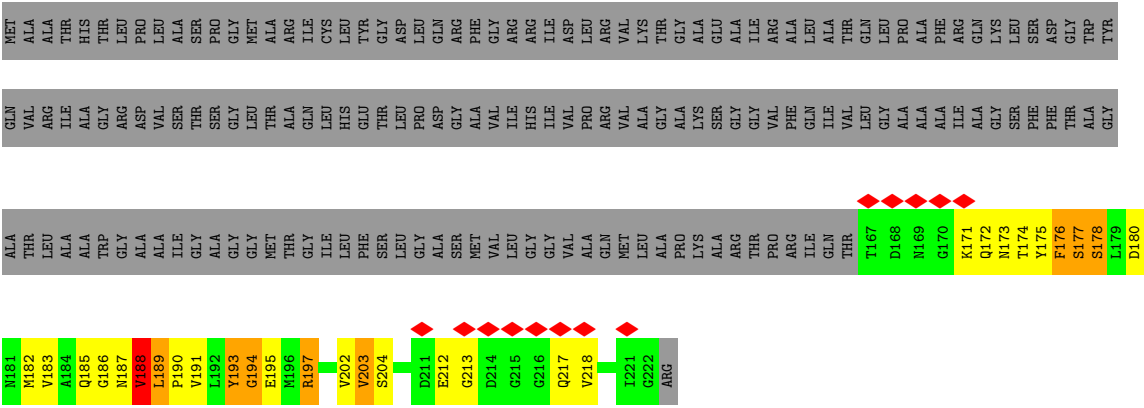 MET ALA ALA THR HIS THR LEU PRO LEU ALA SER PRO GLY MET ALA ARG ILE CYS LEU TYR GLY ASP LEU GLN ARG PHE GLY ARG ARG ILE ASP LEU ARG VAL LYS THR GLY ALA GLU ALA ILE ARG ALA LEU ALA THR GLN LEU PRO ALA PHE ARG GLN LYS LEU SER ASP GLY TRP TYR
GLN VAL ARG ILE ALA GLY ARG ASP VAL SER THR SER GLY LEU THR ALA GLN LEU HIS GLU THR LEU PRO ASP GLY ALA VAL ILE HIS ILE VAL PRO ARG VAL ALA GLY ALA LYS SER GLY GLY VAL PHE GLN ILE VAL LEU GLY ALA ALA ALA ILE ALA GLY SER PHE PHE THR ALA GLY
ALA THR LEU ALA ALA TRP GLY ALA ALA ILE GLY ALA GLY GLY MET THR GLY ILE LEU PHE SER LEU GLY ALA SER MET VAL LEU GLY GLY VAL ALA GLN MET LEU ALA PRO LYS ALA ARG THR PRO ARG ILE GLN THR T167 D168 N169 G170 K171 Q172 N173 T174 Y175 F176 S177 S178 L179 D180
N181 M182 V183 A184 Q185 G186 N187 V188 L189 P190 V191 L192 Y193 G194 E195 M196 R197 V202 V203 S204 D211 E212 G213 D214 G215 G216 Q217 V218 I221 G222 ARG